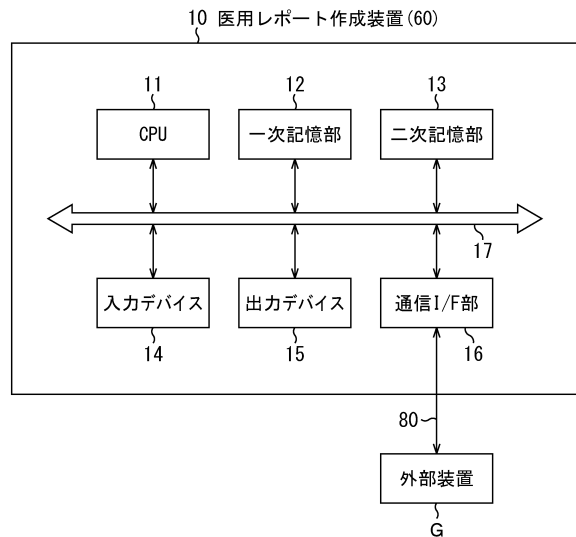 10 医用レポート作成装置(60)
11 12 13
CPU 一次記憶部 二次記憶部
17
入力デバイス 出力デバイス 通信I/F部
14 15 16
80
外部装置
G